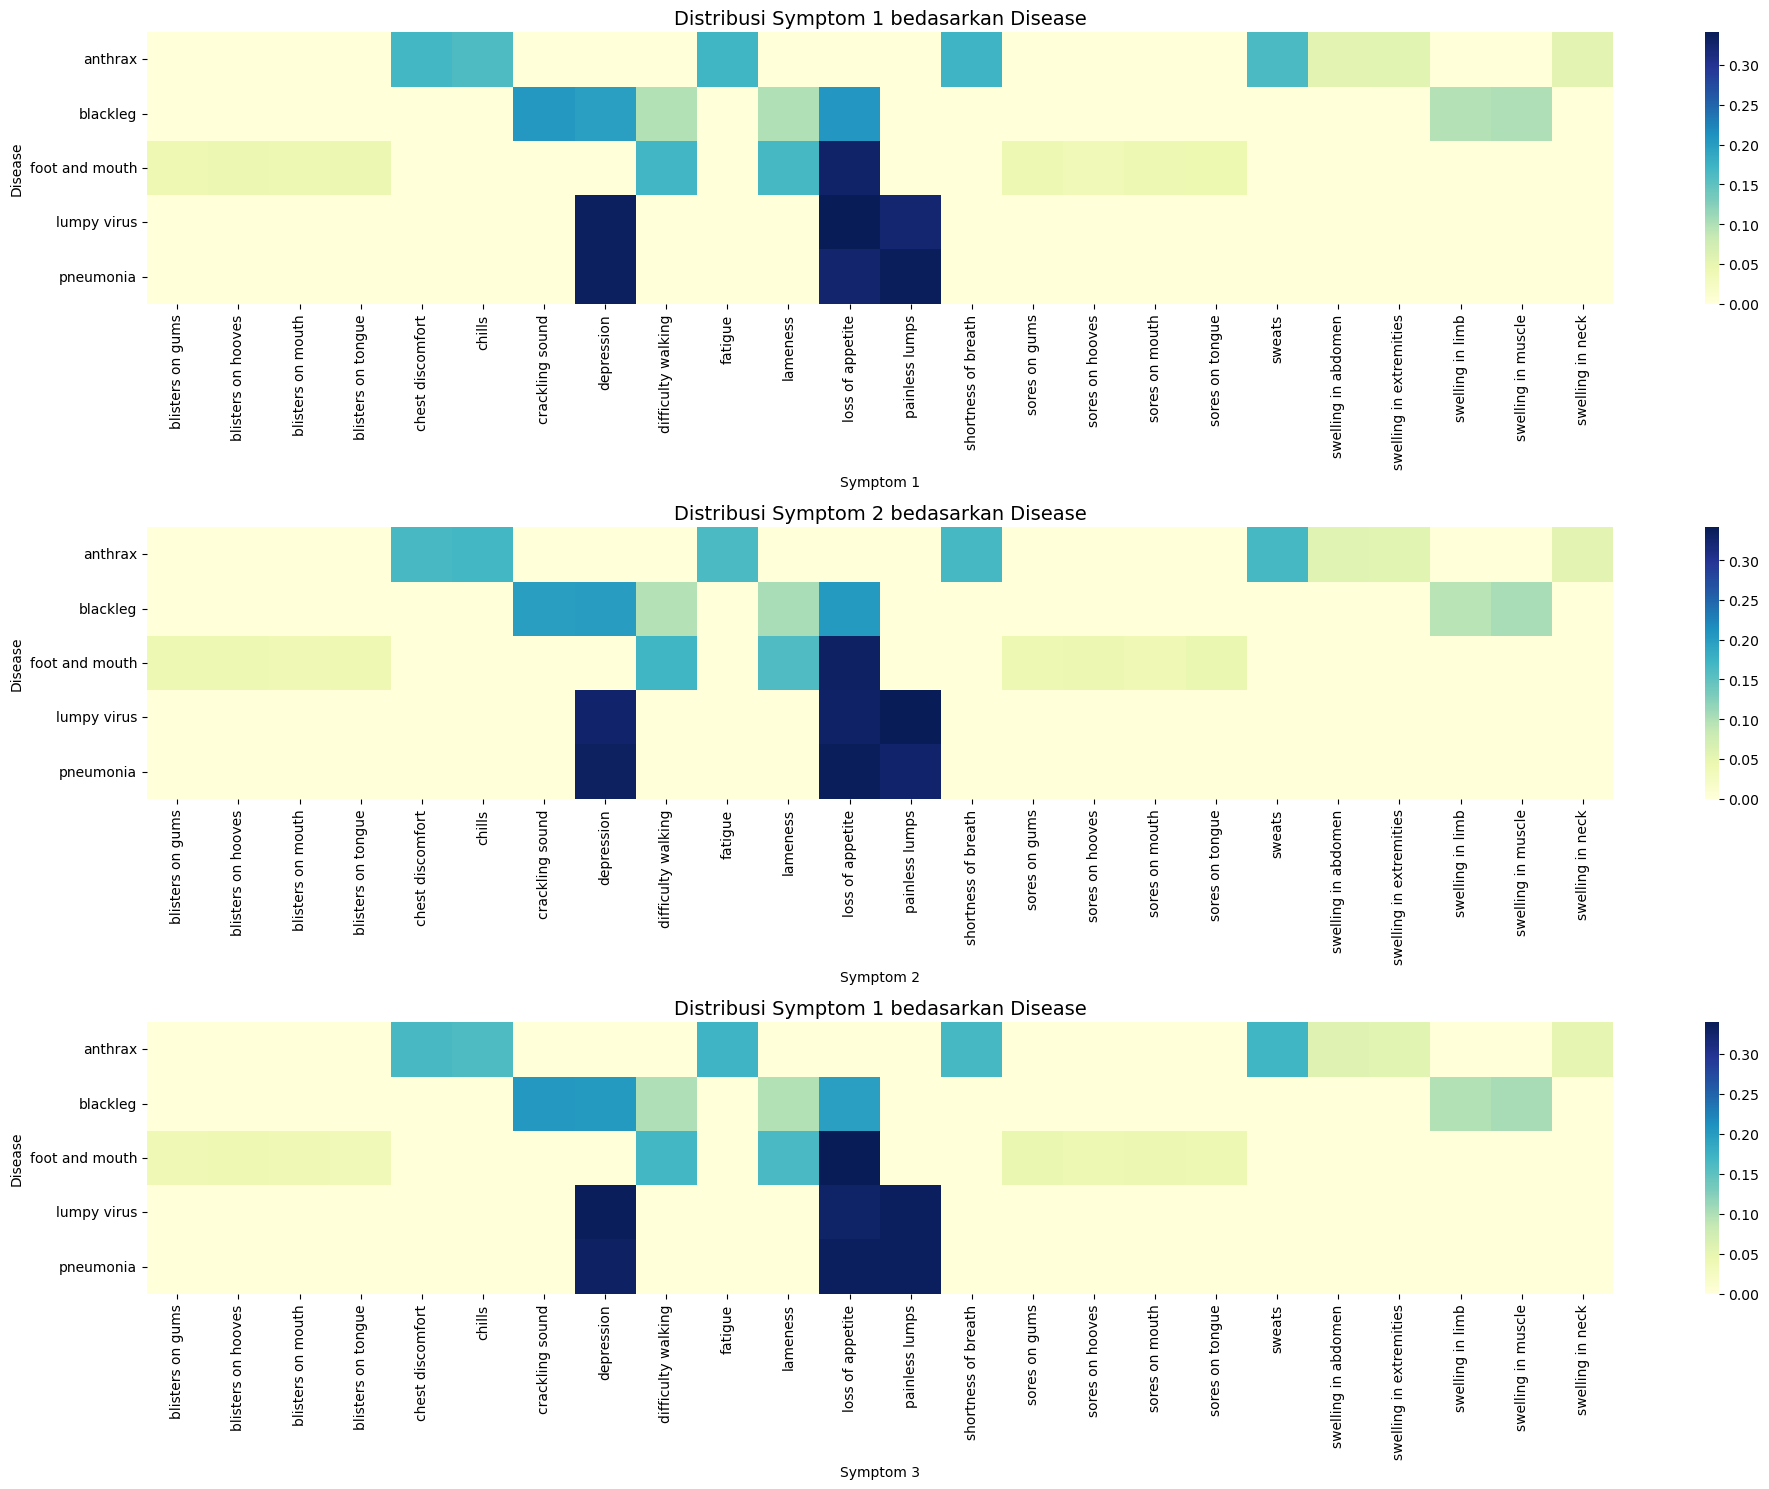 Distribusi Symptom 1 bedasarkan Disease
Disease
anthrax
blackleg
foot and mouth
lumpy virus
pneumonia
0.30
0.25
0.20
0.15
0.10
0.05
0.00
blisters on gums
blisters on hooves
blisters on mouth
blisters on tongue
chest discomfort
chills
crackling sound
depression
difficulty walking
fatigue
lameness
loss of appetite
painless lumps
shortness of breath
sores on gums
sores on hooves
sores on mouth
sores on tongue
sweats
swelling in abdomen
swelling in extremities
swelling in limb
swelling in muscle
swelling in neck
Symptom 1
Distribusi Symptom 2 bedasarkan Disease
Disease
anthrax
blackleg
foot and mouth
lumpy virus
pneumonia
0.30
0.25
0.20
0.15
0.10
0.05
0.00
blisters on gums
blisters on hooves
blisters on mouth
blisters on tongue
chest discomfort
chills
crackling sound
depression
difficulty walking
fatigue
lameness
loss of appetite
painless lumps
shortness of breath
sores on gums
sores on hooves
sores on mouth
sores on tongue
sweats
swelling in abdomen
swelling in extremities
swelling in limb
swelling in muscle
swelling in neck
Symptom 2
Distribusi Symptom 1 bedasarkan Disease
Disease
anthrax
blackleg
foot and mouth
lumpy virus
pneumonia
0.30
0.25
0.20
0.15
0.10
0.05
0.00
blisters on gums
blisters on hooves
blisters on mouth
blisters on tongue
chest discomfort
chills
crackling sound
depression
difficulty walking
fatigue
lameness
loss of appetite
painless lumps
shortness of breath
sores on gums
sores on hooves
sores on mouth
sores on tongue
sweats
swelling in abdomen
swelling in extremities
swelling in limb
swelling in muscle
swelling in neck
Symptom 3